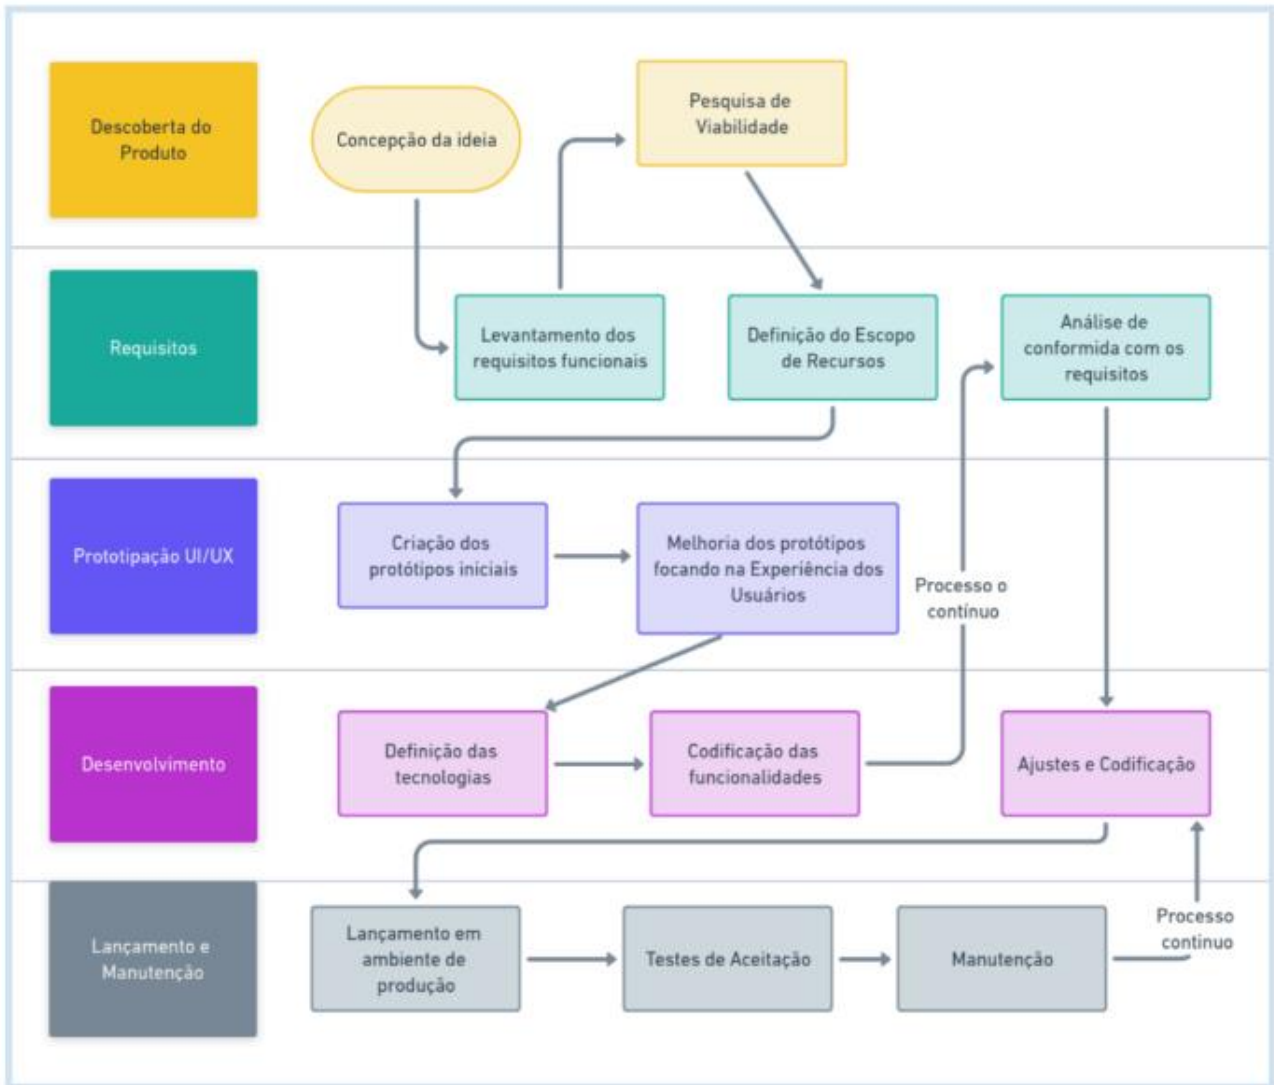 Descoberta do
Produto
Concepção da ideia
Pesquisa de
Viabilidade
Requisitos
Levantamento dos
requisitos funcionais
Definição do Escopo
de Recursos
Análise de
conformida com os
requisitos
Prototipação UI/UX
Criação dos
protótipos iniciais
Melhoria dos protótipos
focando na Experiência dos
Usuários
Processo o
contínuo
Desenvolvimento
Definição das
tecnologias
Codificação das
funcionalidades
Ajustes e Codificação
Lançamento e
Manutenção
Lançamento em
ambiente de
produção
Testes de Aceitação
Manutenção
Processo
continuo